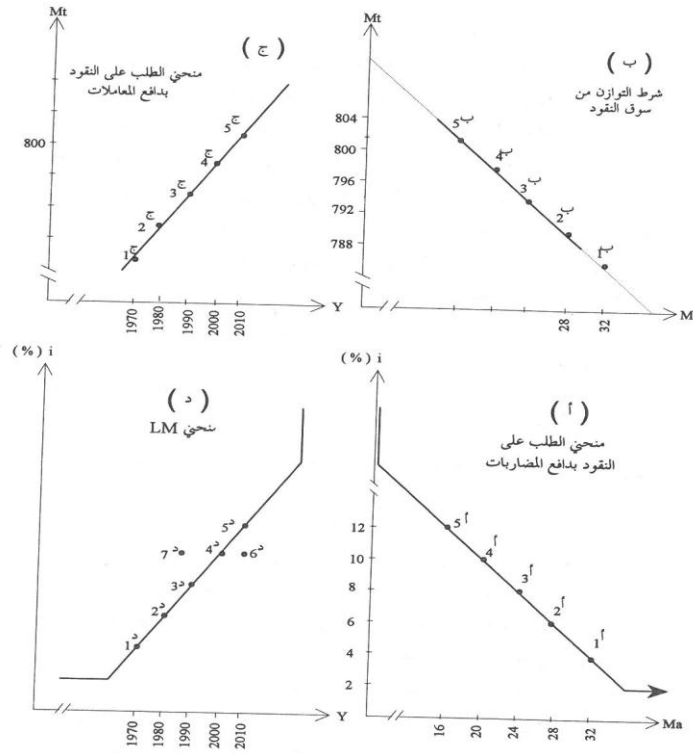 Mt
( ج )
منحني الطلب على النقود
بدافع المعاملات
800
ج5
ج4
ج3
ج2
ج1
Y
1970
1980
1990
2000
2010
Mt
( ب )
شرط التوازن من
سوق النقود
804
800
796
792
788
ب5
ب4
ب3
ب2
ب1
28
32
M
(%) i
( د )
منحني LM
د5
د4
د6
د7
د3
د2
د1
Y
1970
1980
1990
2000
2010
(%) i
( أ )
منحني الطلب على
النقود بدافع المضاربات
12
10
8
6
4
2
أ5
أ4
أ3
أ2
أ1
16
20
24
28
32
Ma